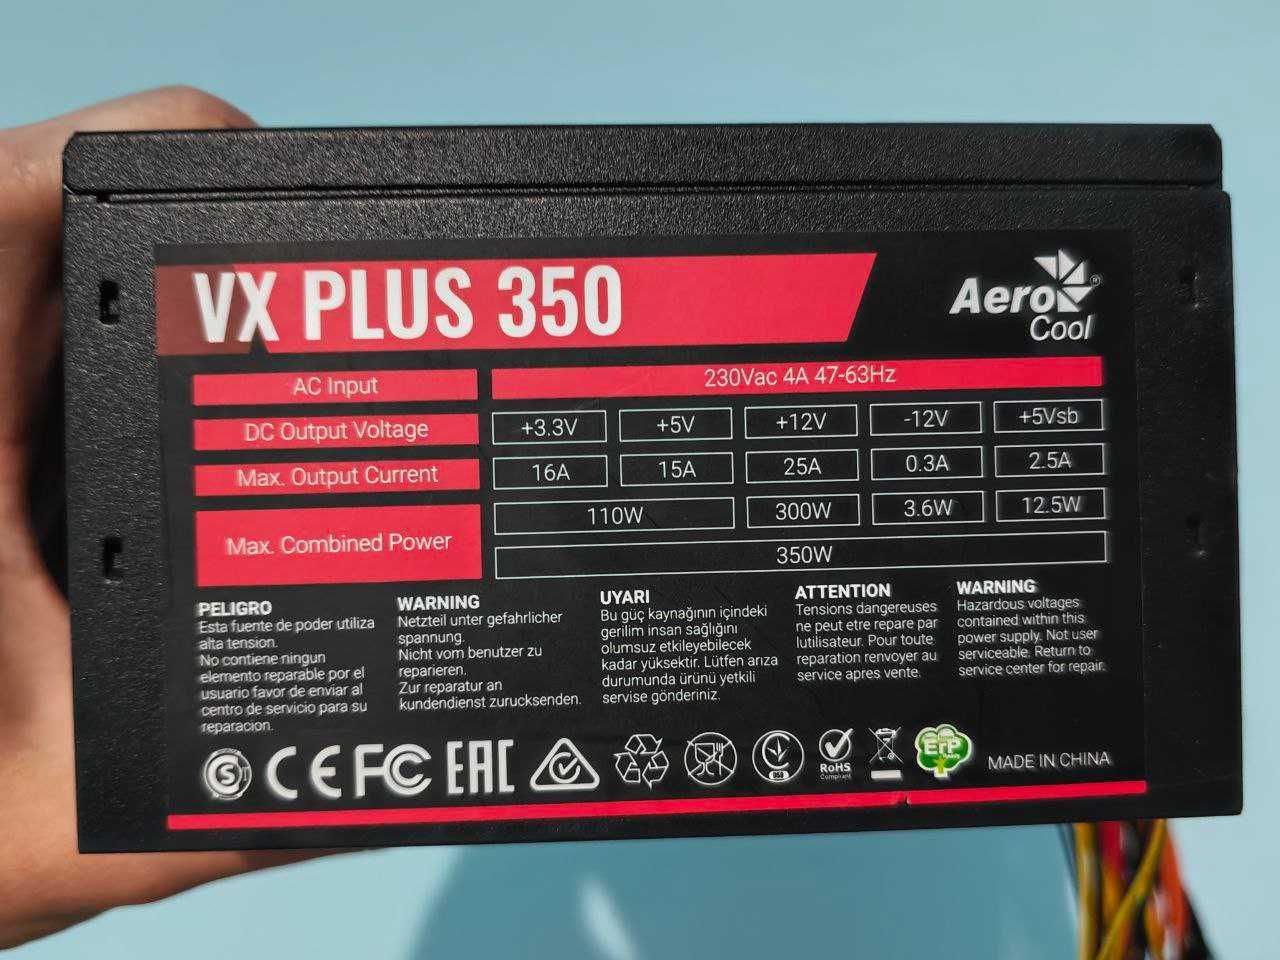 VX PLUS 350
Aero
Cool
®
AC Input
230Vac 4A 47-63Hz
DC Output Voltage
+3.3V
+5V
+12V
-12V
+5Vsb
Max. Output Current
16A
15A
25A
0.3A
2.5A
Max. Combined Power
110W
300W
3.6W
12.5W
350W
PELIGRO
Esta fuente de poder utiliza
alta tension.
No contiene ningun
elemento reparable por el
usuario favor de enviar al
centro de servicio para su
reparacion.
WARNING
Netzteil unter gefahrlicher
spannung.
Nicht vom benutzer zu
reparieren.
Zur reparatur an
kundendienst zurucksenden.
UYARI
Bu güç kaynağının içindeki
gerilim insan sağlığını
olumsuz etkileyebilecek
kadar yüksektir. Lütfen arıza
durumunda ürünü yetkili
servise gönderiniz.
ATTENTION
Tensions dangereuses
ne peut etre repare par
lutilisateur. Pour toute
reparation renvoyer au
service apres vente.
WARNING
Hazardous voltages
contained within this
power supply. Not user
serviceable. Return to
service center for repair.
CE FC EAC
RoHS
Compliant
ErP
MADE IN CHINA